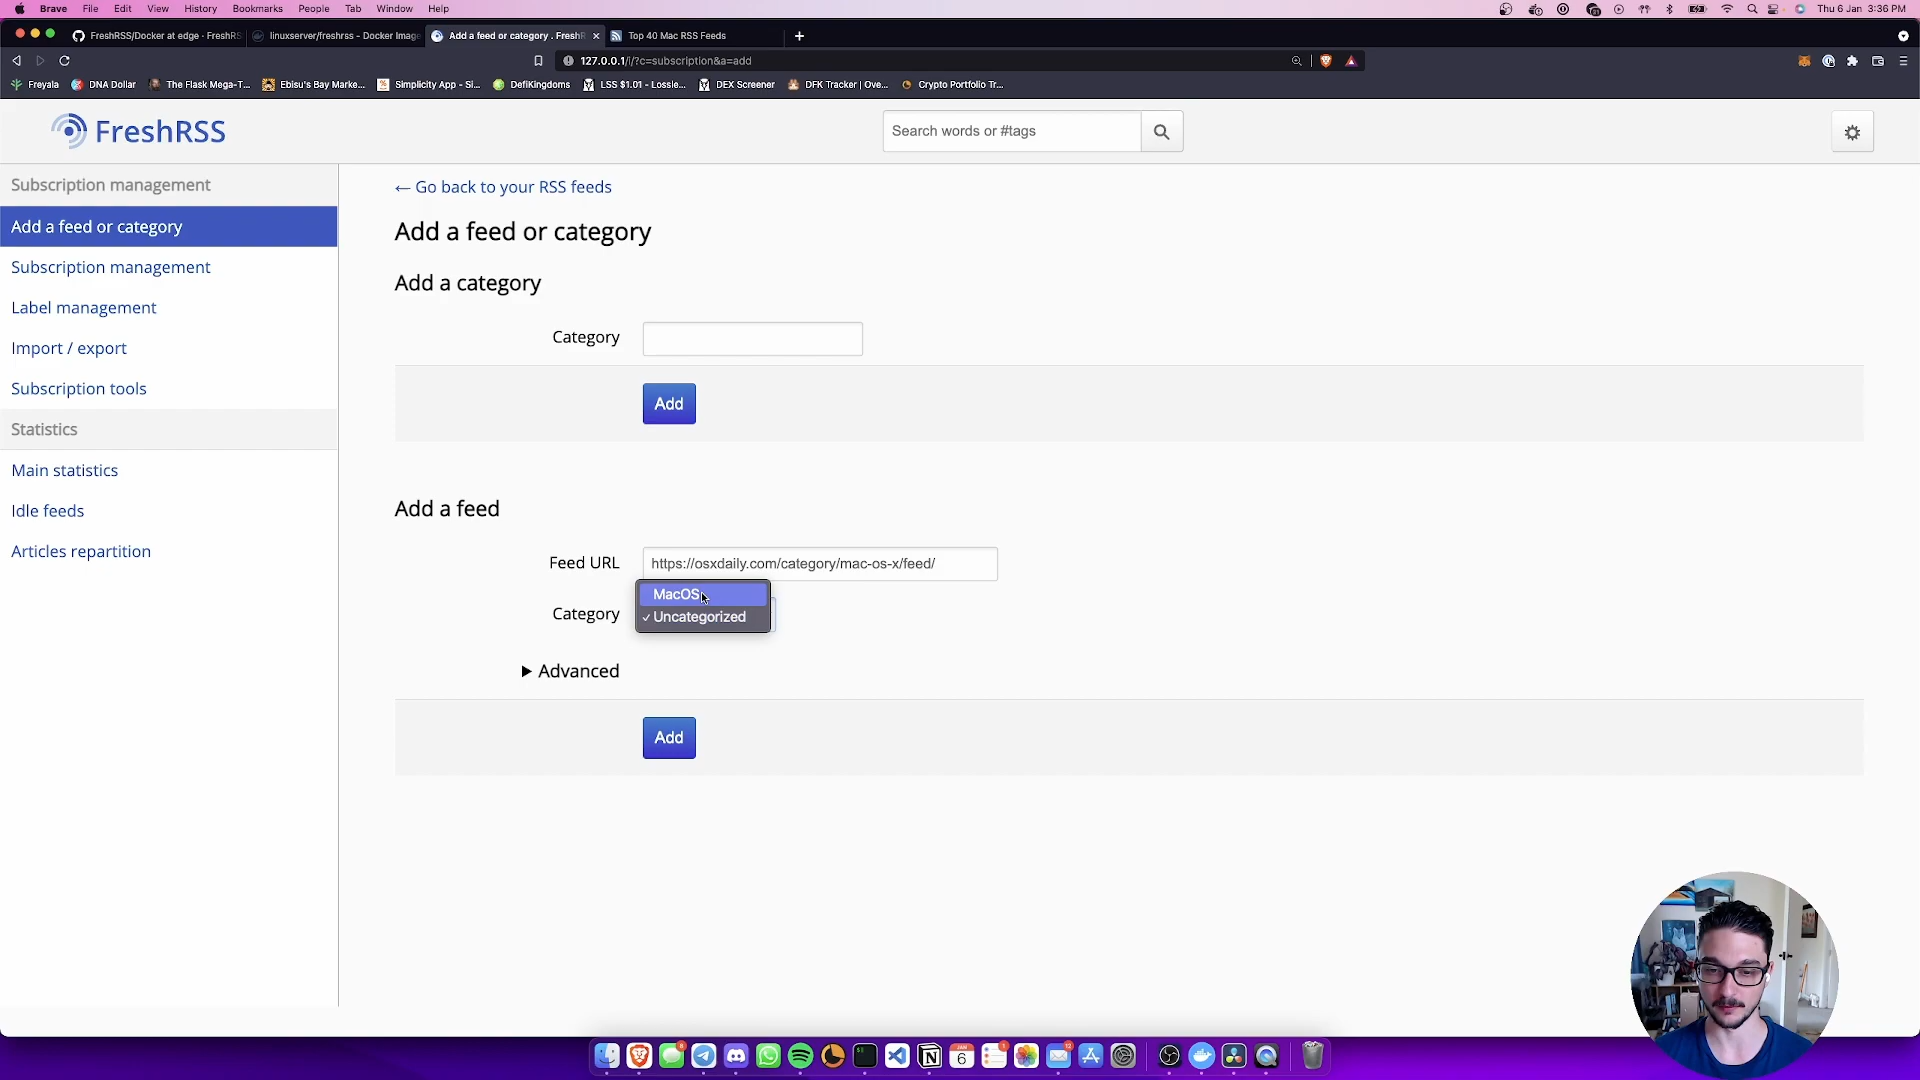 Brave File Edit View History Bookmarks People Tab Window Help Thu 6 Jan 3:36 PM
FreshRSS/Docker at edge · FreshRS linuxserver/freshrss - Docker Image Add a feed or category · FreshR Top 40 Mac RSS Feeds
127.0.0.1/i/?c=subscription&a=add
Freyala DNA Dollar The Flask Mega-T... Ebisu's Bay Marke... Simplicity App - Si... DefiKingdoms LSS $1.01 - Lossle... DEX Screener DFK Tracker | Ove... Crypto Portfolio Tr...
FreshRSS
Search words or #tags
Subscription management
Add a feed or category
Subscription management
Label management
Import / export
Subscription tools
Statistics
Main statistics
Idle feeds
Articles repartition
← Go back to your RSS feeds
Add a feed or category
Add a category
Category
Add
Add a feed
Feed URL https://osxdaily.com/category/mac-os-x/feed/
MacOS
Category ✓ Uncategorized
▶ Advanced
Add